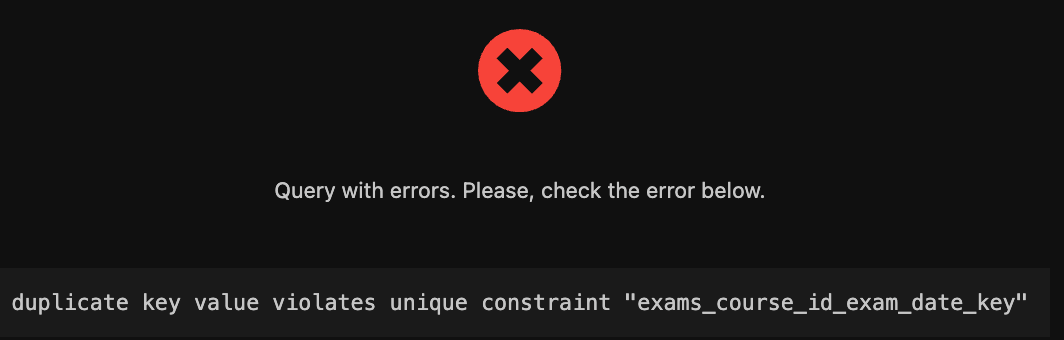 Query with errors. Please, check the error below.
duplicate key value violates unique constraint "exams_course_id_exam_date_key"